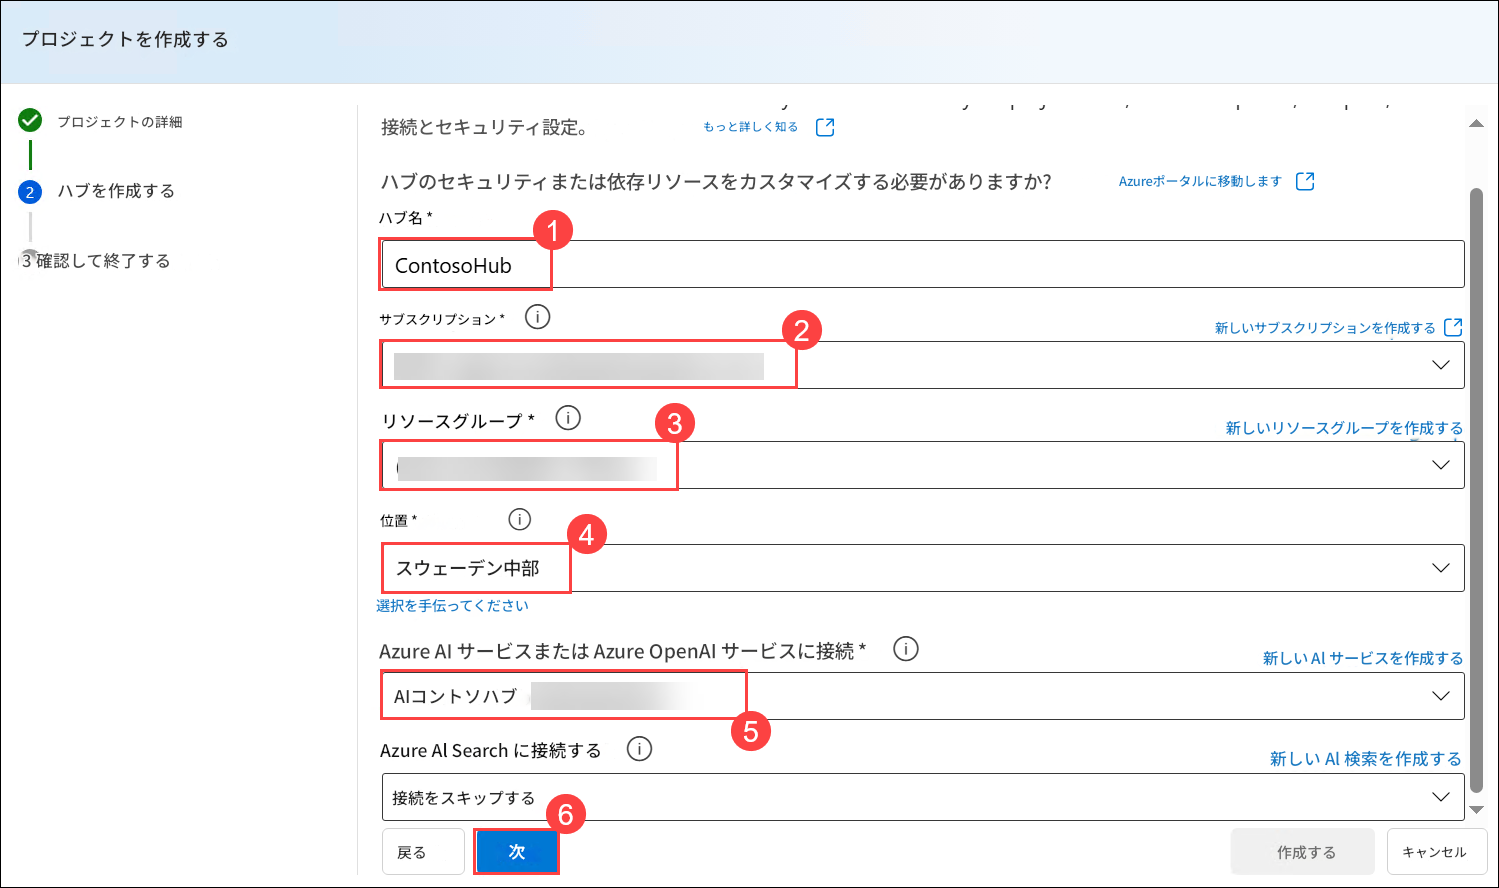 プロジェクトを作成する
プロジェクトの詳細
2 ハブを作成する
3 確認して終了する
接続とセキュリティ設定。 もっと詳しく知る
ハブのセキュリティまたは依存リソースをカスタマイズする必要がありますか? Azureポータルに移動します
ハブ名 *
1
ContosoHub
サブスクリプション *
2
新しいサブスクリプションを作成する
リソースグループ *
3
新しいリソースグループを作成する
位置 *
4
スウェーデン中部
選択を手伝ってください
Azure AI サービスまたは Azure OpenAI サービスに接続 *
新しい AI サービスを作成する
AIコントソハブ
5
Azure Al Search に接続する
新しい Al 検索を作成する
接続をスキップする
6
戻る 次 作成する キャンセル